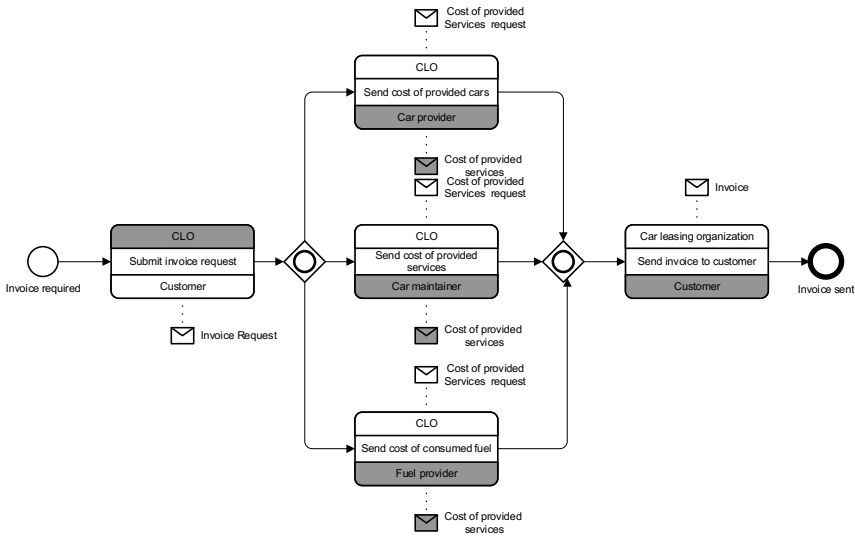 Cost of provided
Services request
CLO
Send cost of provided cars
Car provider
Cost of provided
services
Cost of provided
Services request
Invoice
CLO
Submit invoice request
Customer
CLO
Send cost of provided
services
Car maintainer
Car leasing organization
Send invoice to customer
Customer
Invoice required
Invoice sent
Invoice Request
Cost of provided
services
Cost of provided
Services request
CLO
Send cost of consumed fuel
Fuel provider
Cost of provided
services